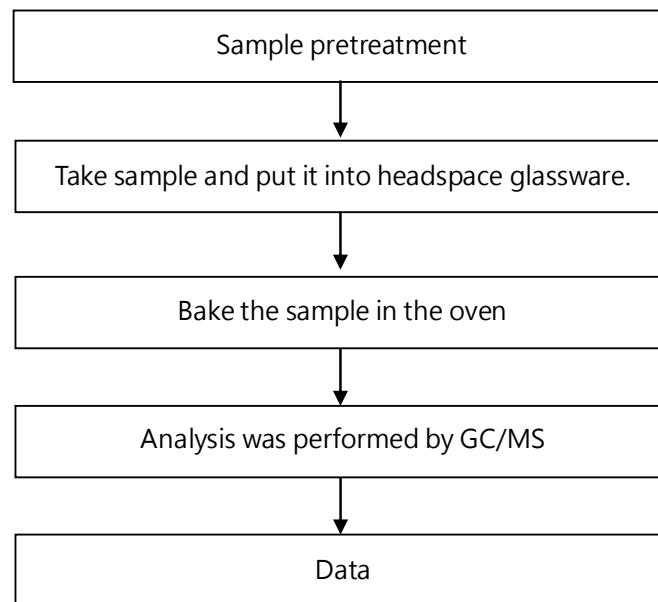 Sample pretreatment
Take sample and put it into headspace glassware.
Bake the sample in the oven
Analysis was performed by GC/MS
Data